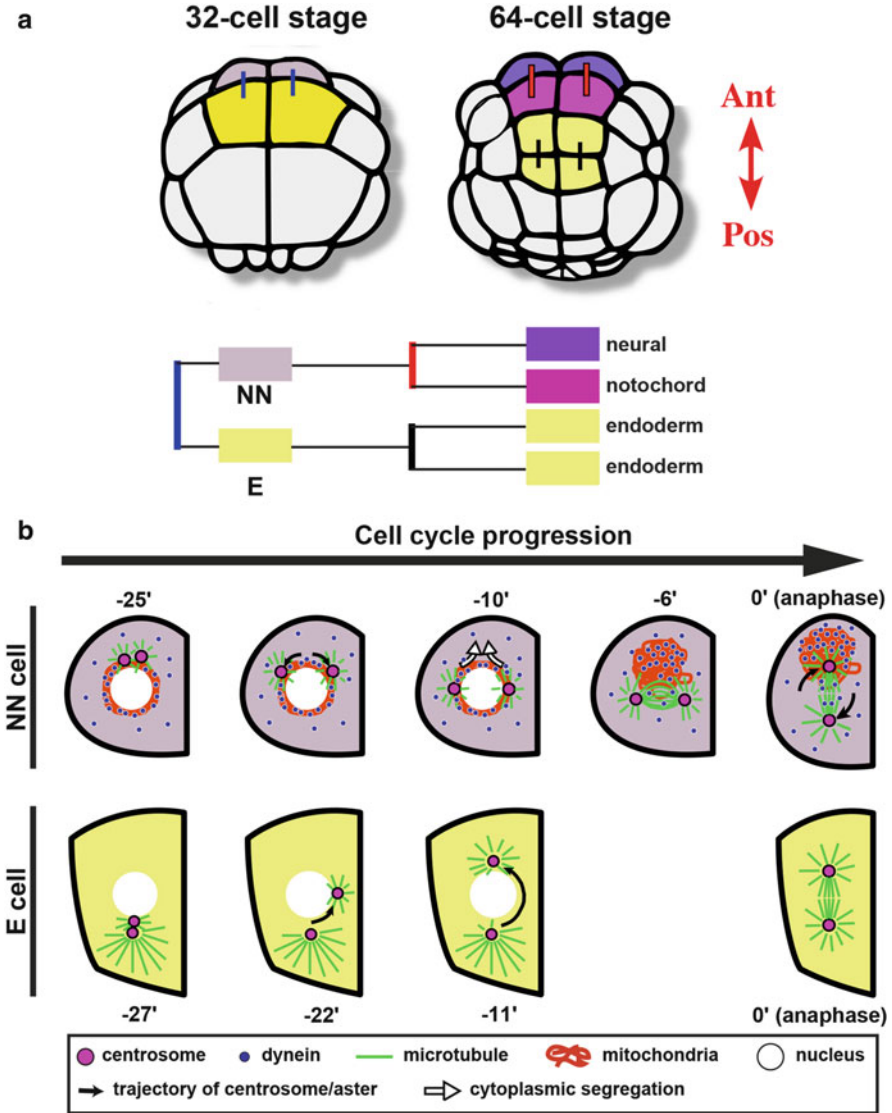 a
32-cell stage 64-cell stage
Ant
Pos
neural
NN
notochord
endoderm
E
endoderm
b
Cell cycle progression
-25' -10' -6' 0' (anaphase)
NN cell
E cell
-27' -22' -11' 0' (anaphase)
centrosome dynein microtubule mitochondria nucleus
trajectory of centrosome/aster cytoplasmic segregation